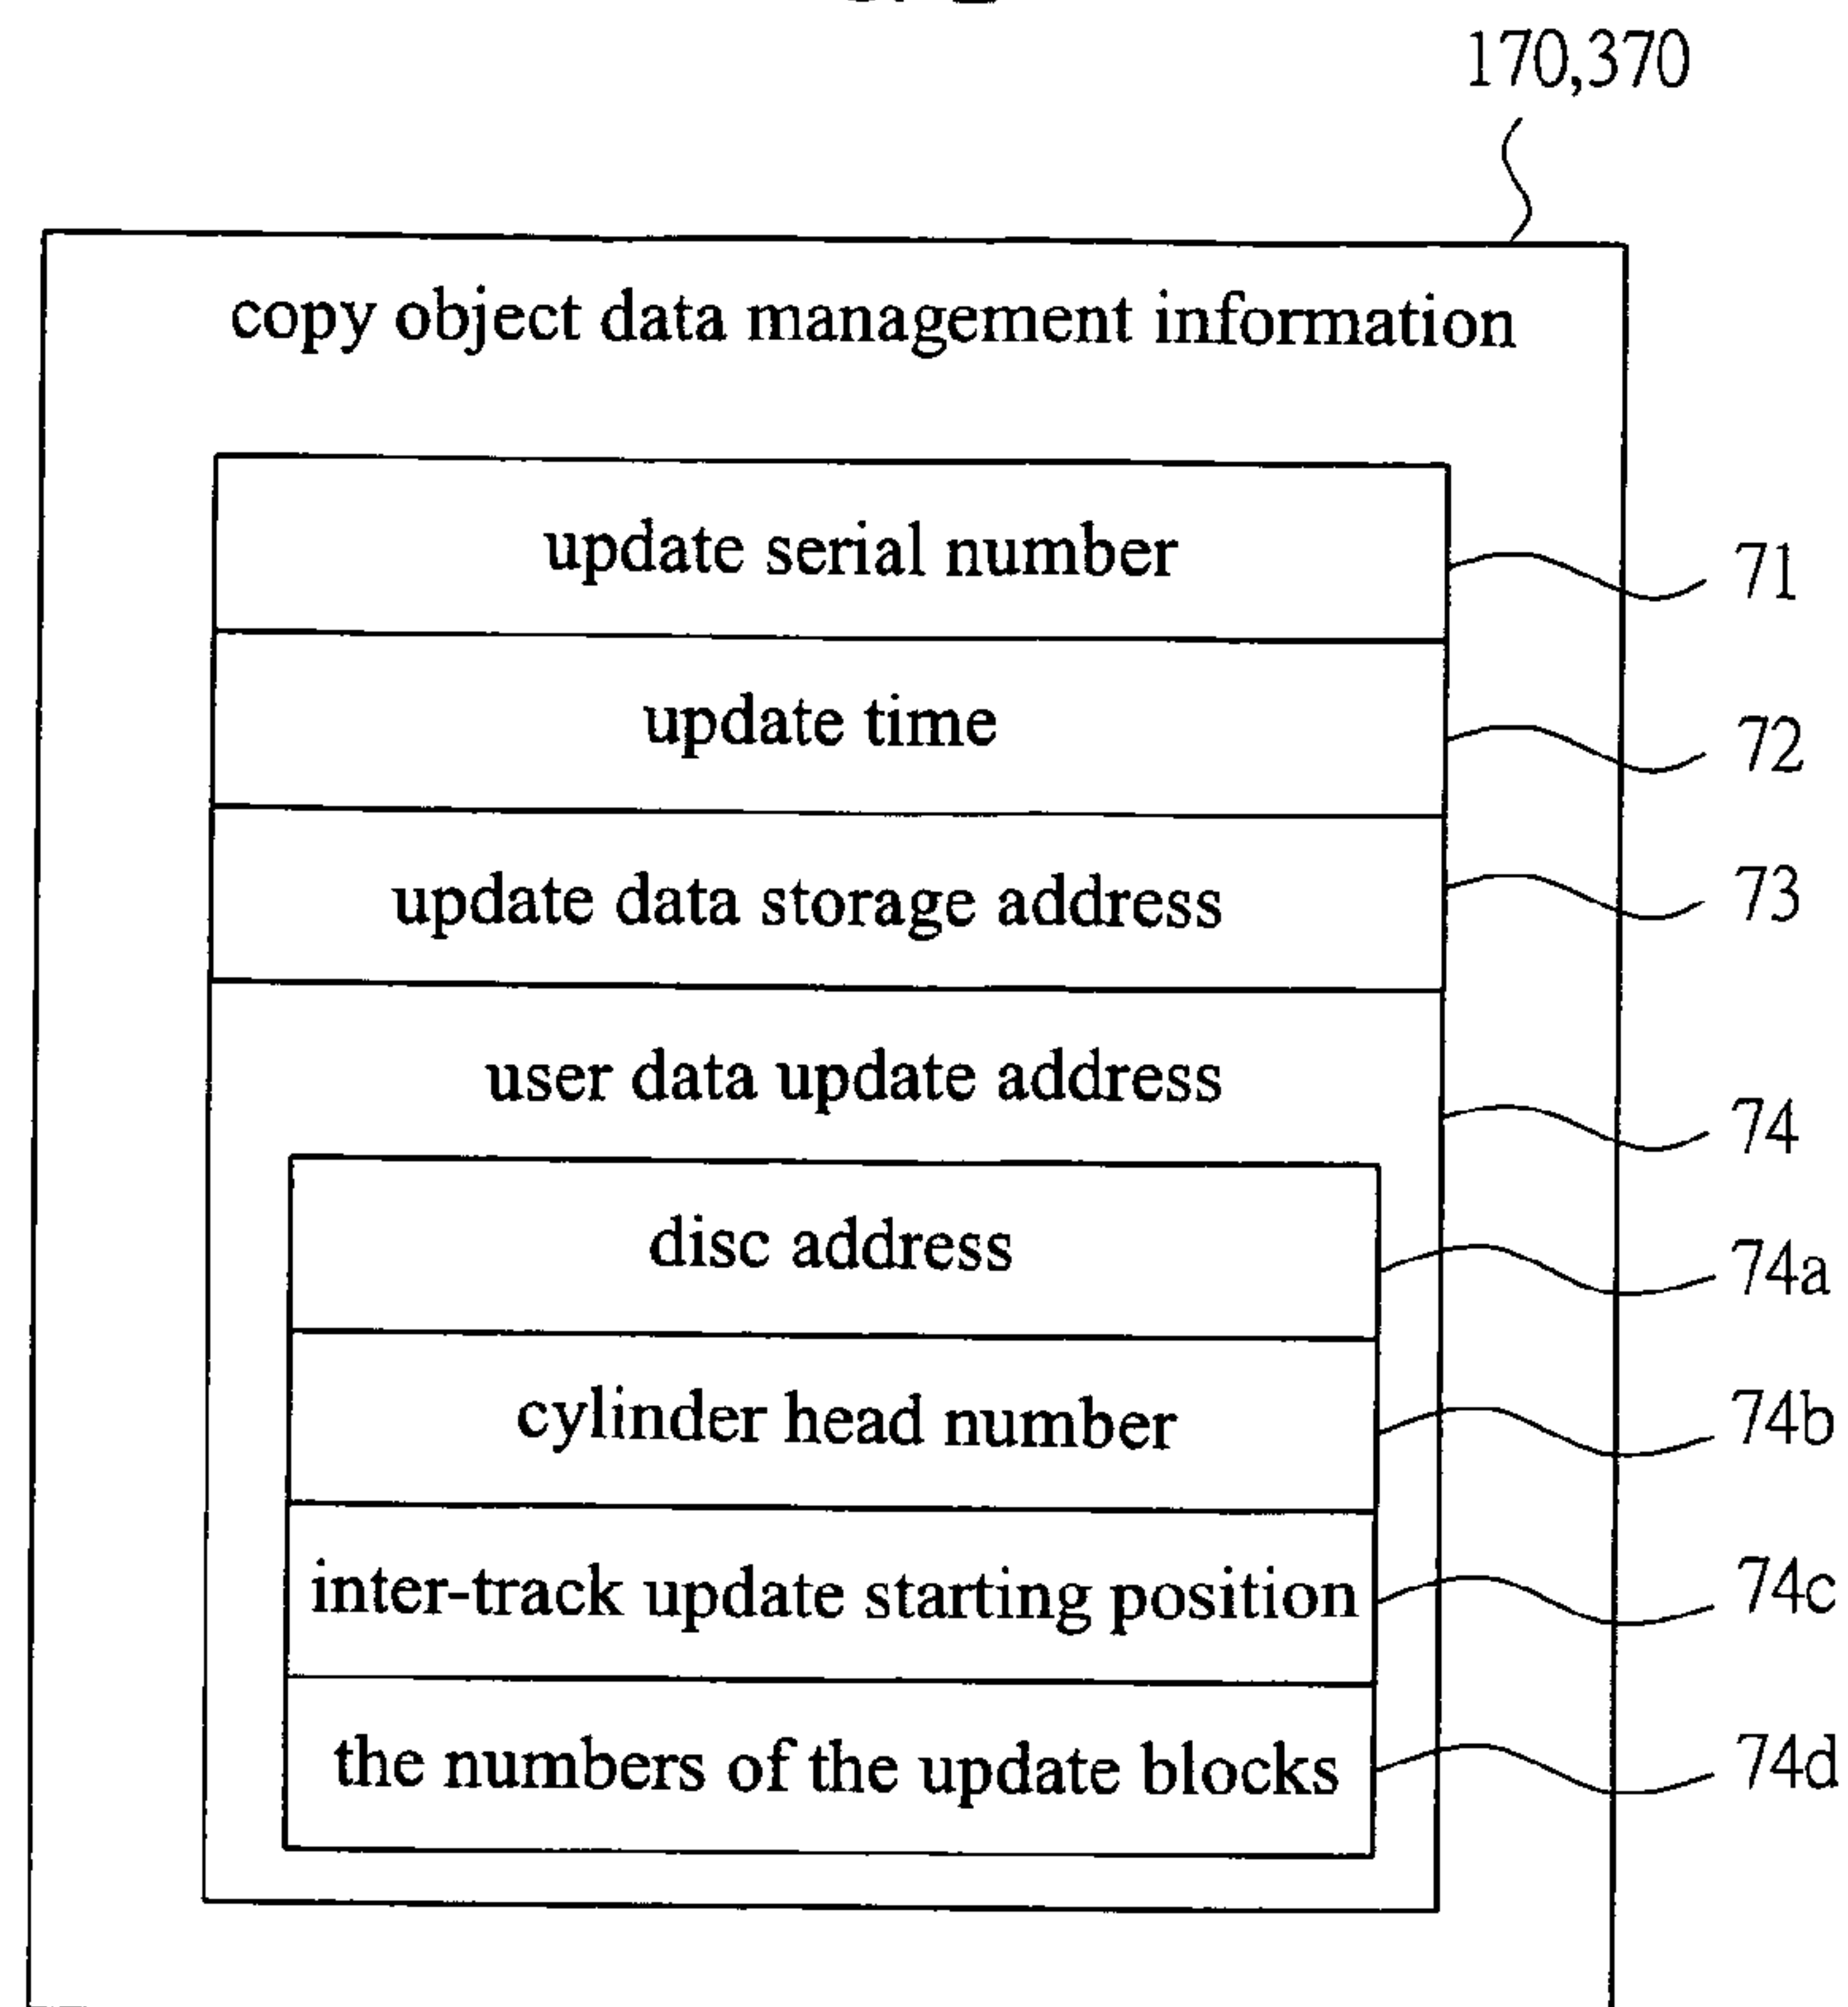 170,370
copy object data management information
update serial number
71
update time
72
update data storage address
73
user data update address
74
disc address
74a
cylinder head number
74b
inter-track update starting position
74c
the numbers of the update blocks
74d